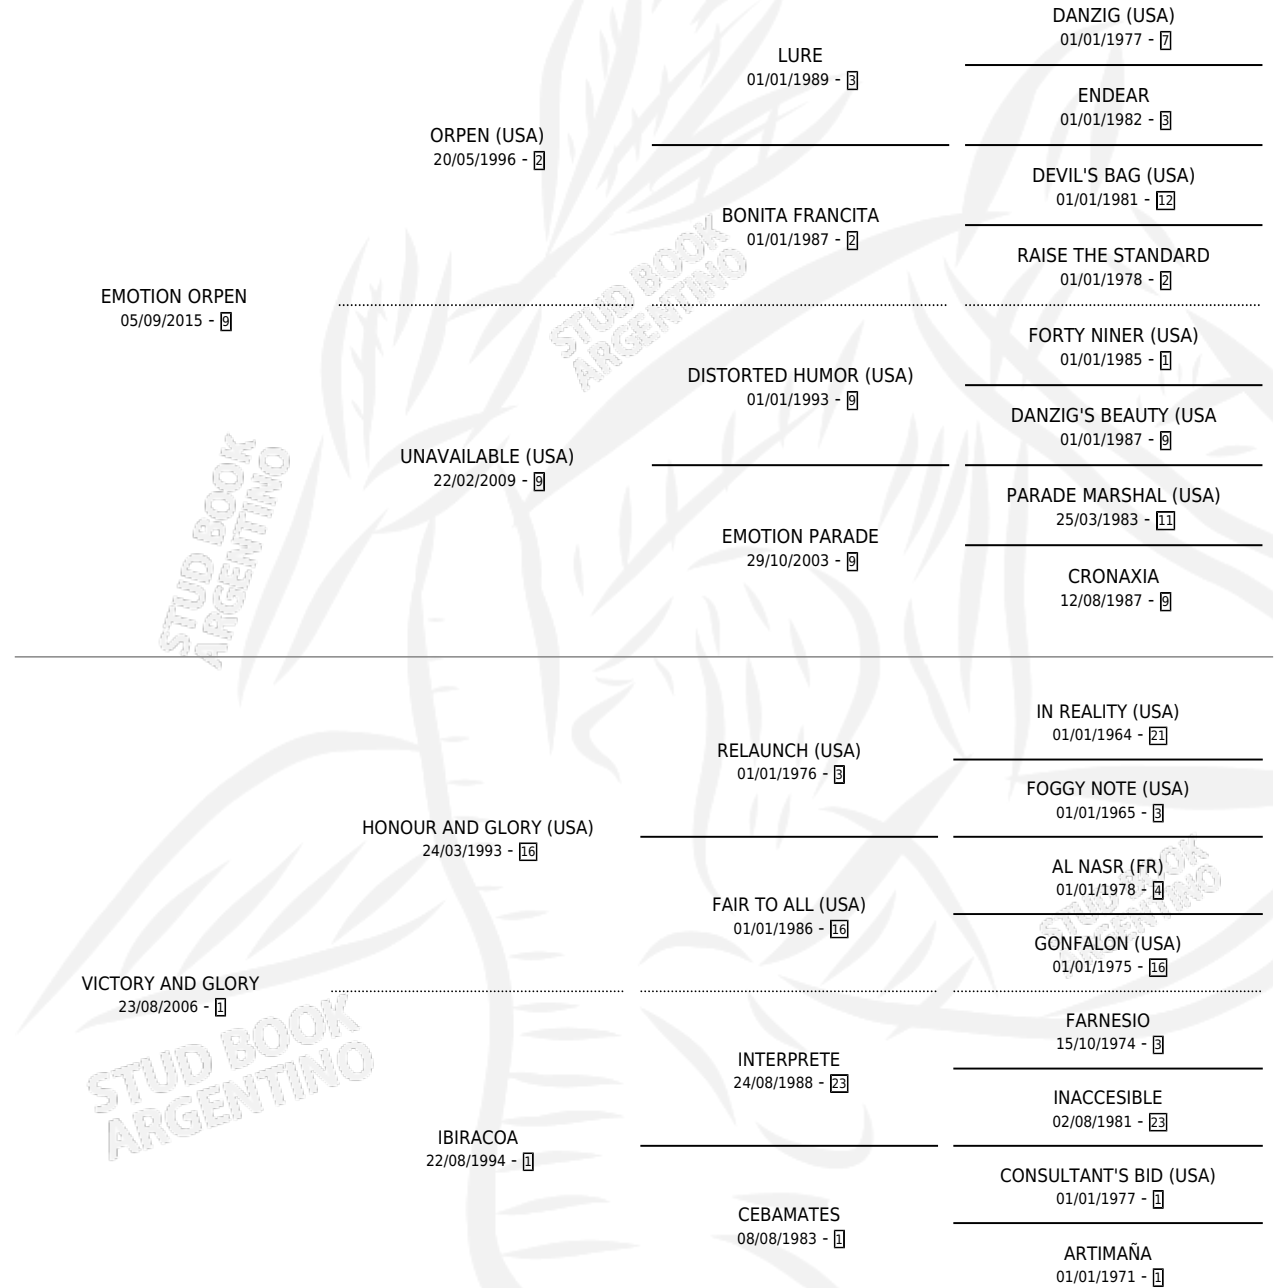 DANZIG (USA)
01/01/1977 - 7
LURE
01/01/1989 - 3
ENDEAR
01/01/1982 - 3
ORPEN (USA)
20/05/1996 - 2
DEVIL'S BAG (USA)
01/01/1981 - 12
BONITA FRANCITA
01/01/1987 - 2
RAISE THE STANDARD
01/01/1978 - 2
EMOTION ORPEN
05/09/2015 - 9
FORTY NINER (USA)
01/01/1985 - 1
DISTORTED HUMOR (USA)
01/01/1993 - 9
DANZIG'S BEAUTY (USA
01/01/1987 - 9
UNAVAILABLE (USA)
22/02/2009 - 9
PARADE MARSHAL (USA)
25/03/1983 - 11
EMOTION PARADE
29/10/2003 - 9
CRONAXIA
12/08/1987 - 9
STUD BOOK
ARGENTINO
STUD BOOK
ARGENTINO
IN REALITY (USA)
01/01/1964 - 21
RELAUNCH (USA)
01/01/1976 - 3
FOGGY NOTE (USA)
01/01/1965 - 3
HONOUR AND GLORY (USA)
24/03/1993 - 16
AL NASR (FR)
01/01/1978 - 4
FAIR TO ALL (USA)
01/01/1986 - 16
GONFALON (USA)
01/01/1975 - 16
VICTORY AND GLORY
23/08/2006 - 1
FARNESIO
15/10/1974 - 3
INTERPRETE
24/08/1988 - 23
INACCESIBLE
02/08/1981 - 23
IBIRACOA
22/08/1994 - 1
CONSULTANT'S BID (USA)
01/01/1977 - 1
CEBAMATES
08/08/1983 - 1
ARTIMAÑA
01/01/1971 - 1
STUD BOOK
ARGENTINO
STUD BOOK
ARGENTINO